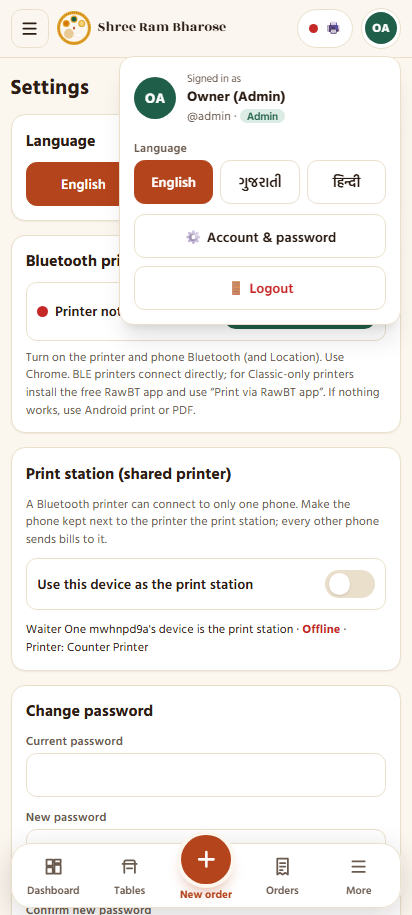 Shree Ram Bharose
OA
Settings
Signed in as
OA
Owner (Admin)
@admin · Admin
Language
English
ગુજરાતી
हिन्दी
Account & password
Logout
Language
English
Bluetooth
Printer
Turn on the printer and phone Bluetooth (and Location). Use
Chrome. BLE printers connect directly; for Classic-only printers
install the free RawBT app and use “Print via RawBT app”. If nothing
works, use Android print or PDF.
Print station (shared printer)
A Bluetooth printer can connect to only one phone. Make the
phone kept next to the printer the print station; every other phone
sends bills to it.
Use this device as the print station
Waiter One mwhnpd9a's device is the print station · Offline ·
Printer: Counter Printer
Change password
Current password
New password
Confirm new password
Dashboard
Tables
New order
Orders
More